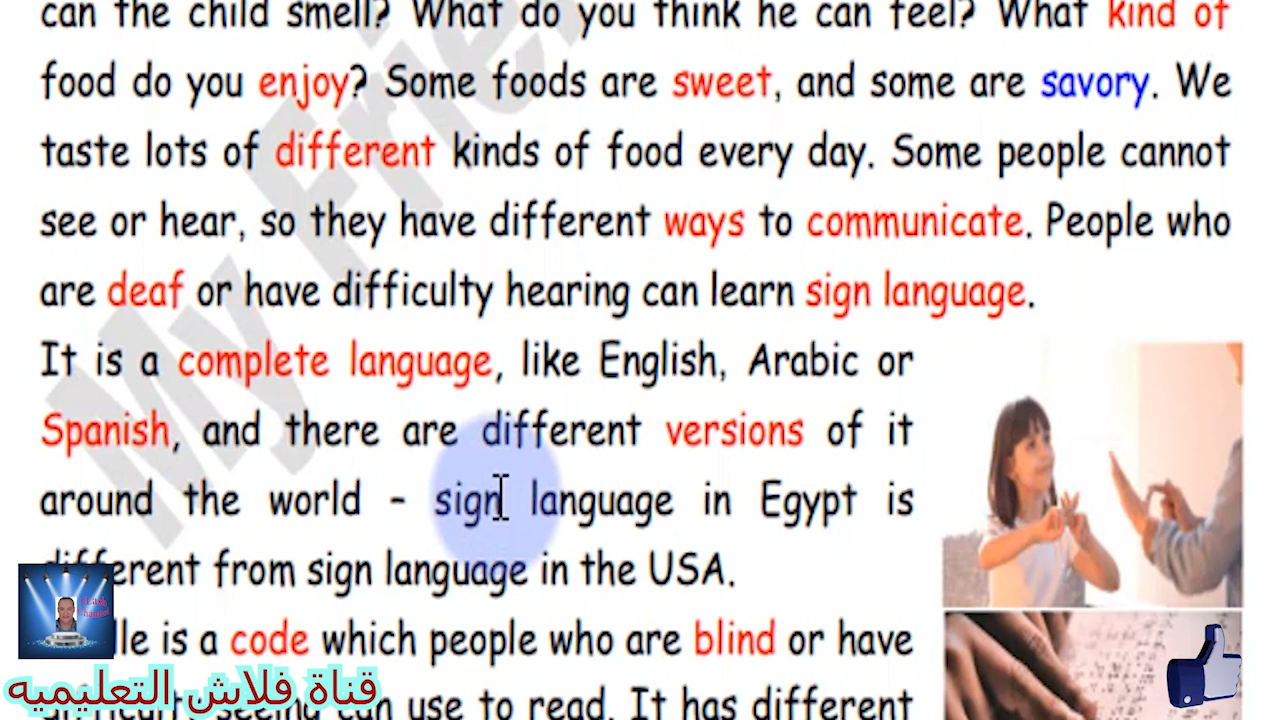 can the child smell? What do you think he can feel? What kind of
food do you enjoy? Some foods are sweet, and some are savory. We
taste lots of different kinds of food every day. Some people cannot
see or hear, so they have different ways to communicate. People who
are deaf or have difficulty hearing can learn sign language.
It is a complete language, like English, Arabic or
Spanish, and there are different versions of it
around the world – sign language in Egypt is
different from sign language in the USA.
is a code which people who are blind or have
seeing can use to read. It has different
My
قناة فلاش التعليميه